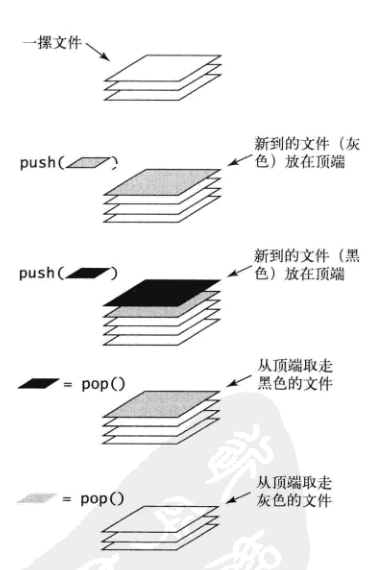 一摞文件
新到的文件（灰
push( )
色）放在顶端
新到的文件（黑
push( )
色）放在顶端
从顶端取走
= pop()
黑色的文件
从顶端取走
= pop()
灰色的文件